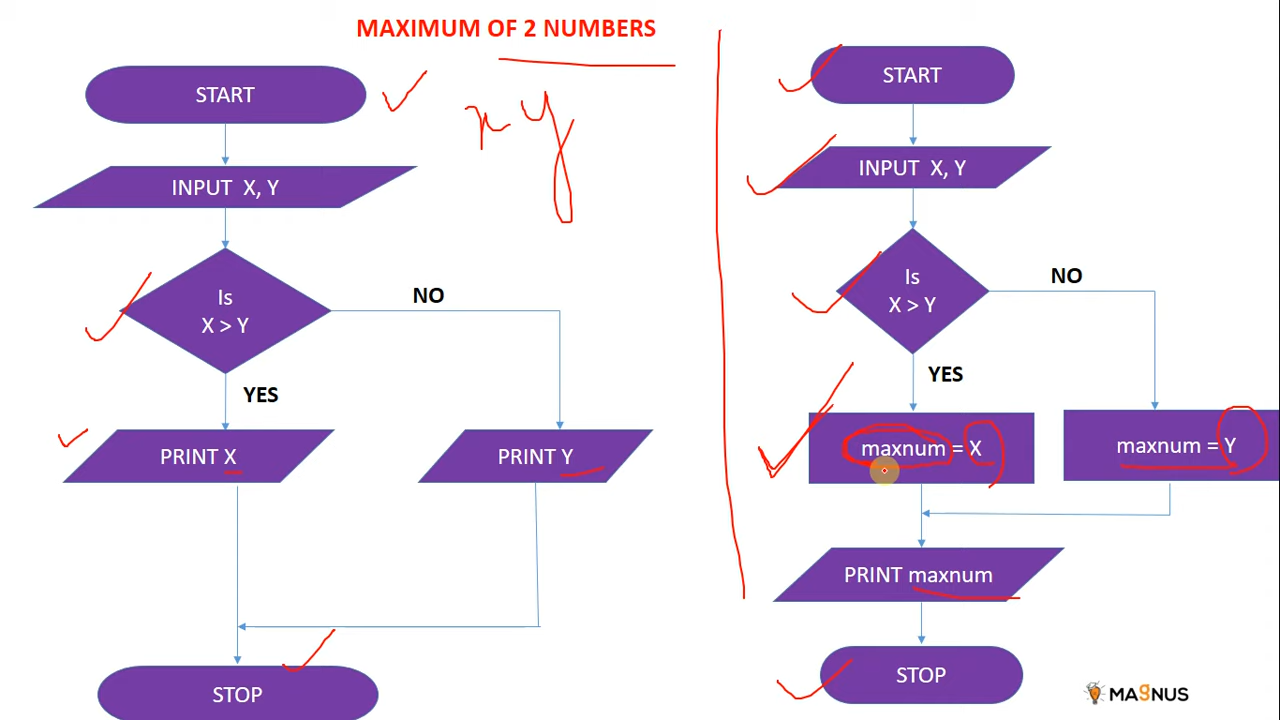 MAXIMUM OF 2 NUMBERS
START
INPUT X, Y
Is
X > Y
NO
YES
PRINT X
PRINT Y
STOP
x y
START
INPUT X, Y
Is
X > Y
NO
YES
maxnum = X
maxnum = Y
PRINT maxnum
STOP
MAGNUS